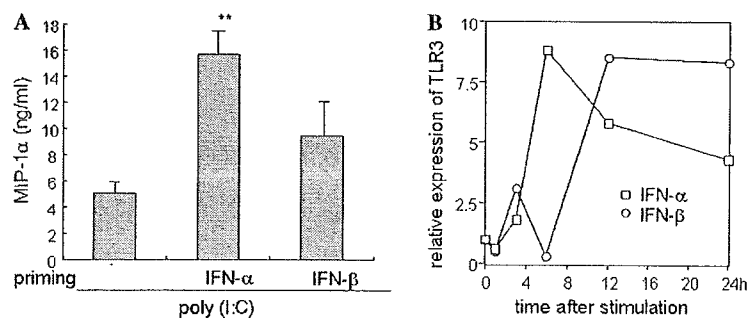 A
**
MIP-1α (ng/ml)
18
16
14
12
10
8
6
4
2
0
priming
IFN-α
IFN-β
poly (I:C)
B
relative expression of TLR3
10
7.5
5.0
2.5
0
□ IFN-α
○ IFN-β
0 4 8 12 16 20 24h
time after stimulation